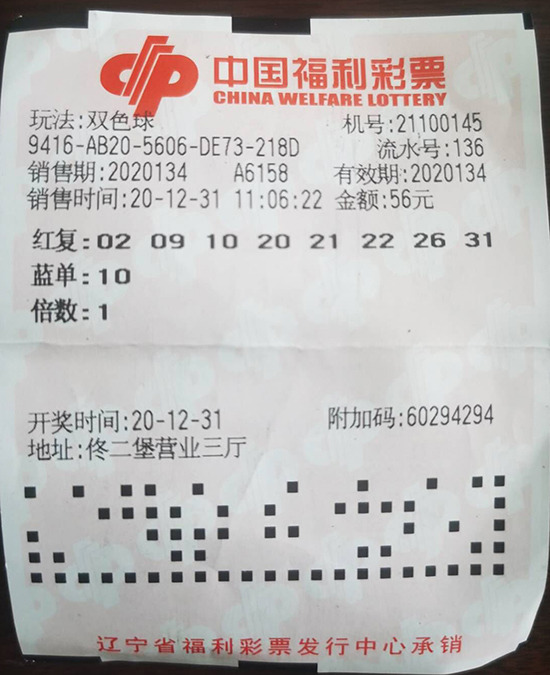 中国福利彩票
CHINA WELFARE LOTTERY
玩法:双色球 机号:21100145
9416-AB20-5606-DE73-218D 流水号:136
销售期:2020134 A6158 有效期:2020134
销售时间:20-12-31 11:06:22 金额:56元
红复:02 09 10 20 21 22 26 31
蓝单:10
倍数:1
开奖时间:20-12-31 附加码:60294294
地址:佟二堡营业三厅
辽宁省福利彩票发行中心承销